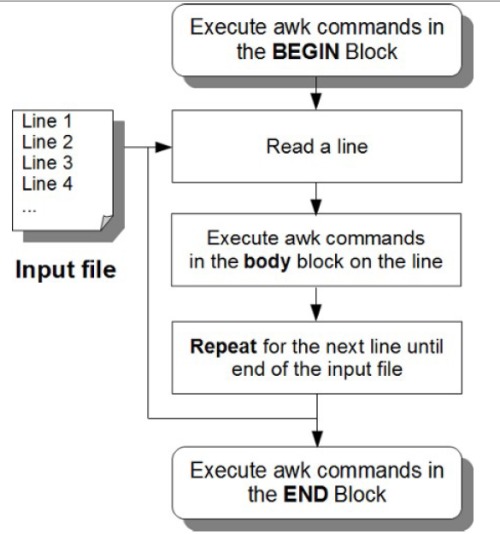 Execute awk commands in
the BEGIN Block
Line 1
Line 2
Line 3
Line 4
...
Input file
Read a line
Execute awk commands
in the body block on the line
Repeat for the next line until
end of the input file
Execute awk commands in
the END Block